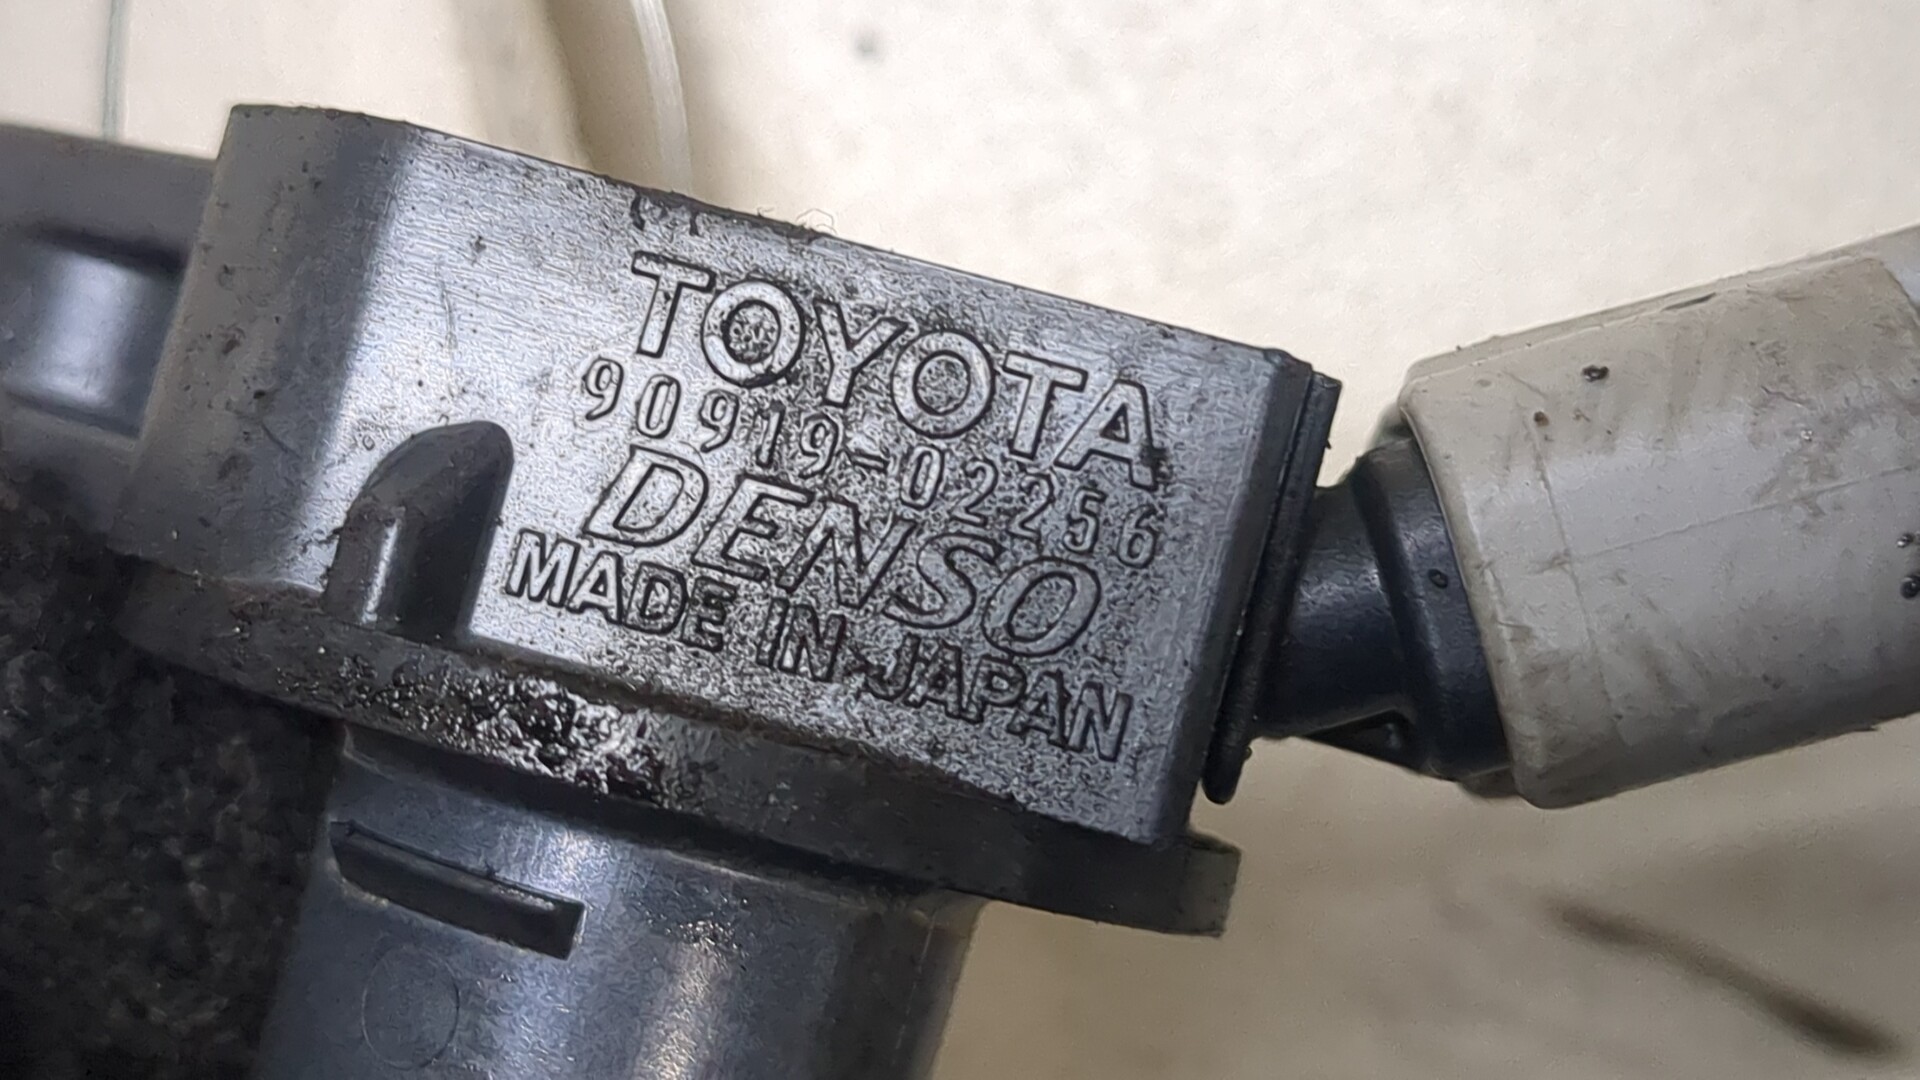 TOYOTA
90919-02256
DENSO
MADE IN JAPAN